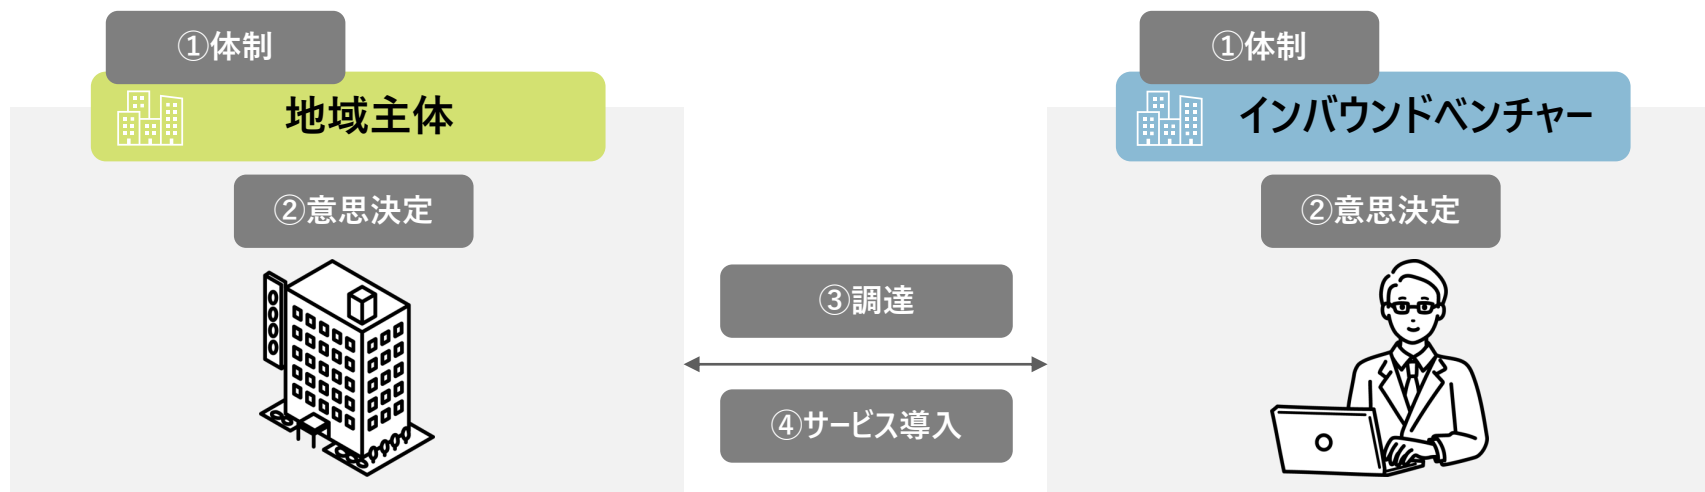 ①体制
地域主体
②意思決定
③調達
④サービス導入
①体制
インバウンドベンチャー
②意思決定